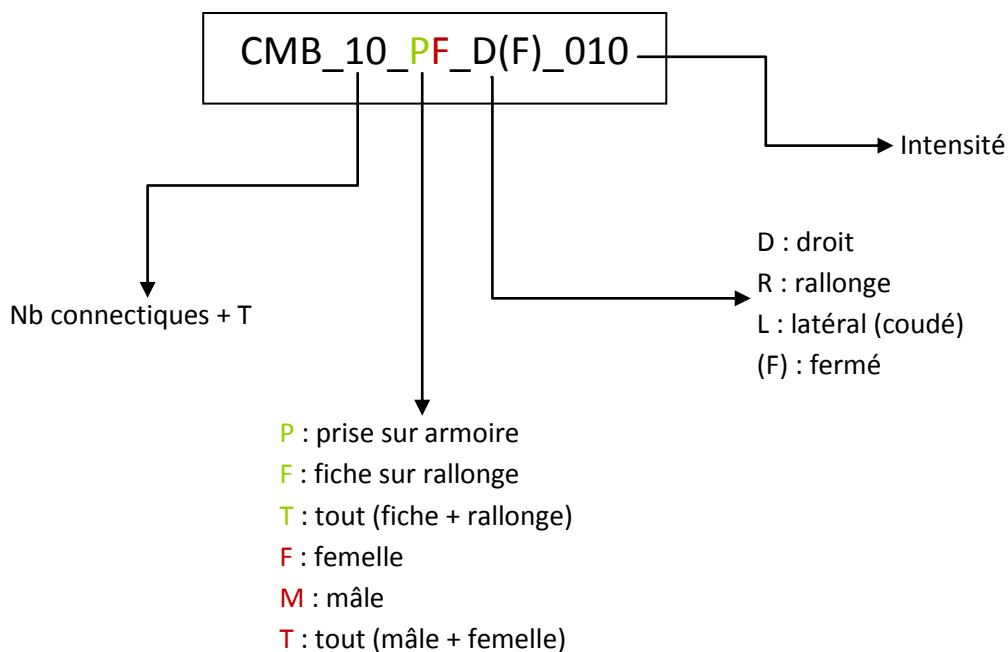 CMB_10_PF_D(F)_010
Intensité
D : droit
R : rallonge
L : latéral (coudé)
(F) : fermé
Nb connectiques + T
P : prise sur armoire
F : fiche sur rallonge
T : tout (fiche + rallonge)
F : femelle
M : mâle
T : tout (mâle + femelle)